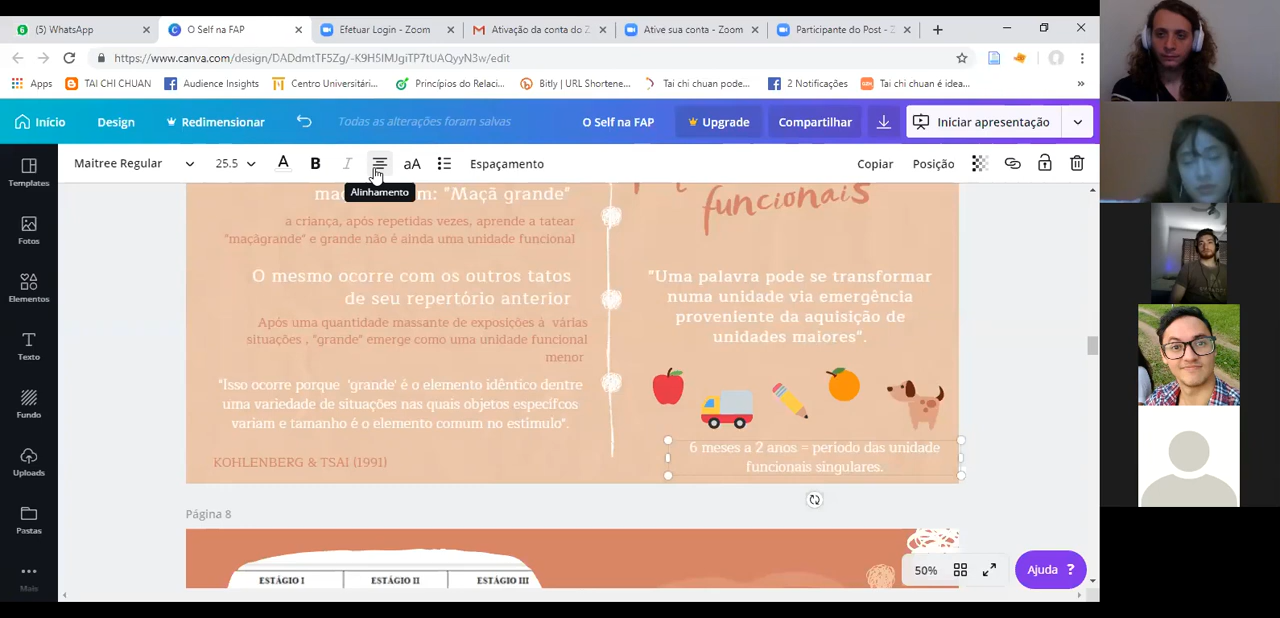 (5) WhatsApp
O Self na FAP
Efetuar Login - Zoom
Ativação da conta do Z
Ative sua conta - Zoom
Participante do Post - Z
https://www.canva.com/design/DADdmtTF5Zg/-K9H5IMJgiTP7tUAQyyN3w/edit
Apps
TAI CHI CHUAN
Audience Insights
Centro Universitári...
Princípios do Relaci...
Bitly | URL Shortene...
Tai chi chuan pode...
2 Notificações
Tai chi chuan é idea...
»
Início
Design
Redimensionar
Todas as alterações foram salvas
O Self na FAP
Upgrade
Compartilhar
Iniciar apresentação
Maitree Regular
25.5
A
B
I
aA
Espaçamento
Copiar
Posição
Alinhamento
Templates
Fotos
Elementos
Texto
Fundo
Uploads
Pastas
Mais
"Maçã grande"
a criança, após repetidas vezes, aprende a tatear
"maçãgrande" e grande não é ainda uma unidade funcional
O mesmo ocorre com os outros tatos
de seu repertório anterior
Após uma quantidade massante de exposições à várias
situações , "grande" emerge como uma unidade funcional
menor
"Isso ocorre porque 'grande' é o elemento idêntico dentre
uma variedade de situações nas quais objetos específcos
variam e tamanho é o elemento comum no estimulo".
KOHLENBERG & TSAI (1991)
funcionais
"Uma palavra pode se transformar
numa unidade via emergência
proveniente da aquisição de
unidades maiores".
6 meses a 2 anos = período das unidade
funcionais singulares.
Página 8
ESTÁGIO I
ESTÁGIO II
ESTÁGIO III
50%
Ajuda ?